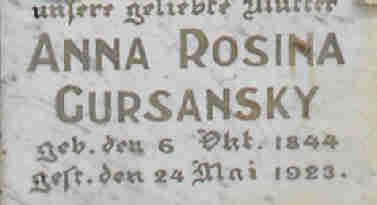 unsere geliebte Mutter
ANNA ROSINA
GURSANSKY
geb. den 6 Okt. 1844
gest. den 24 Mai 1923.